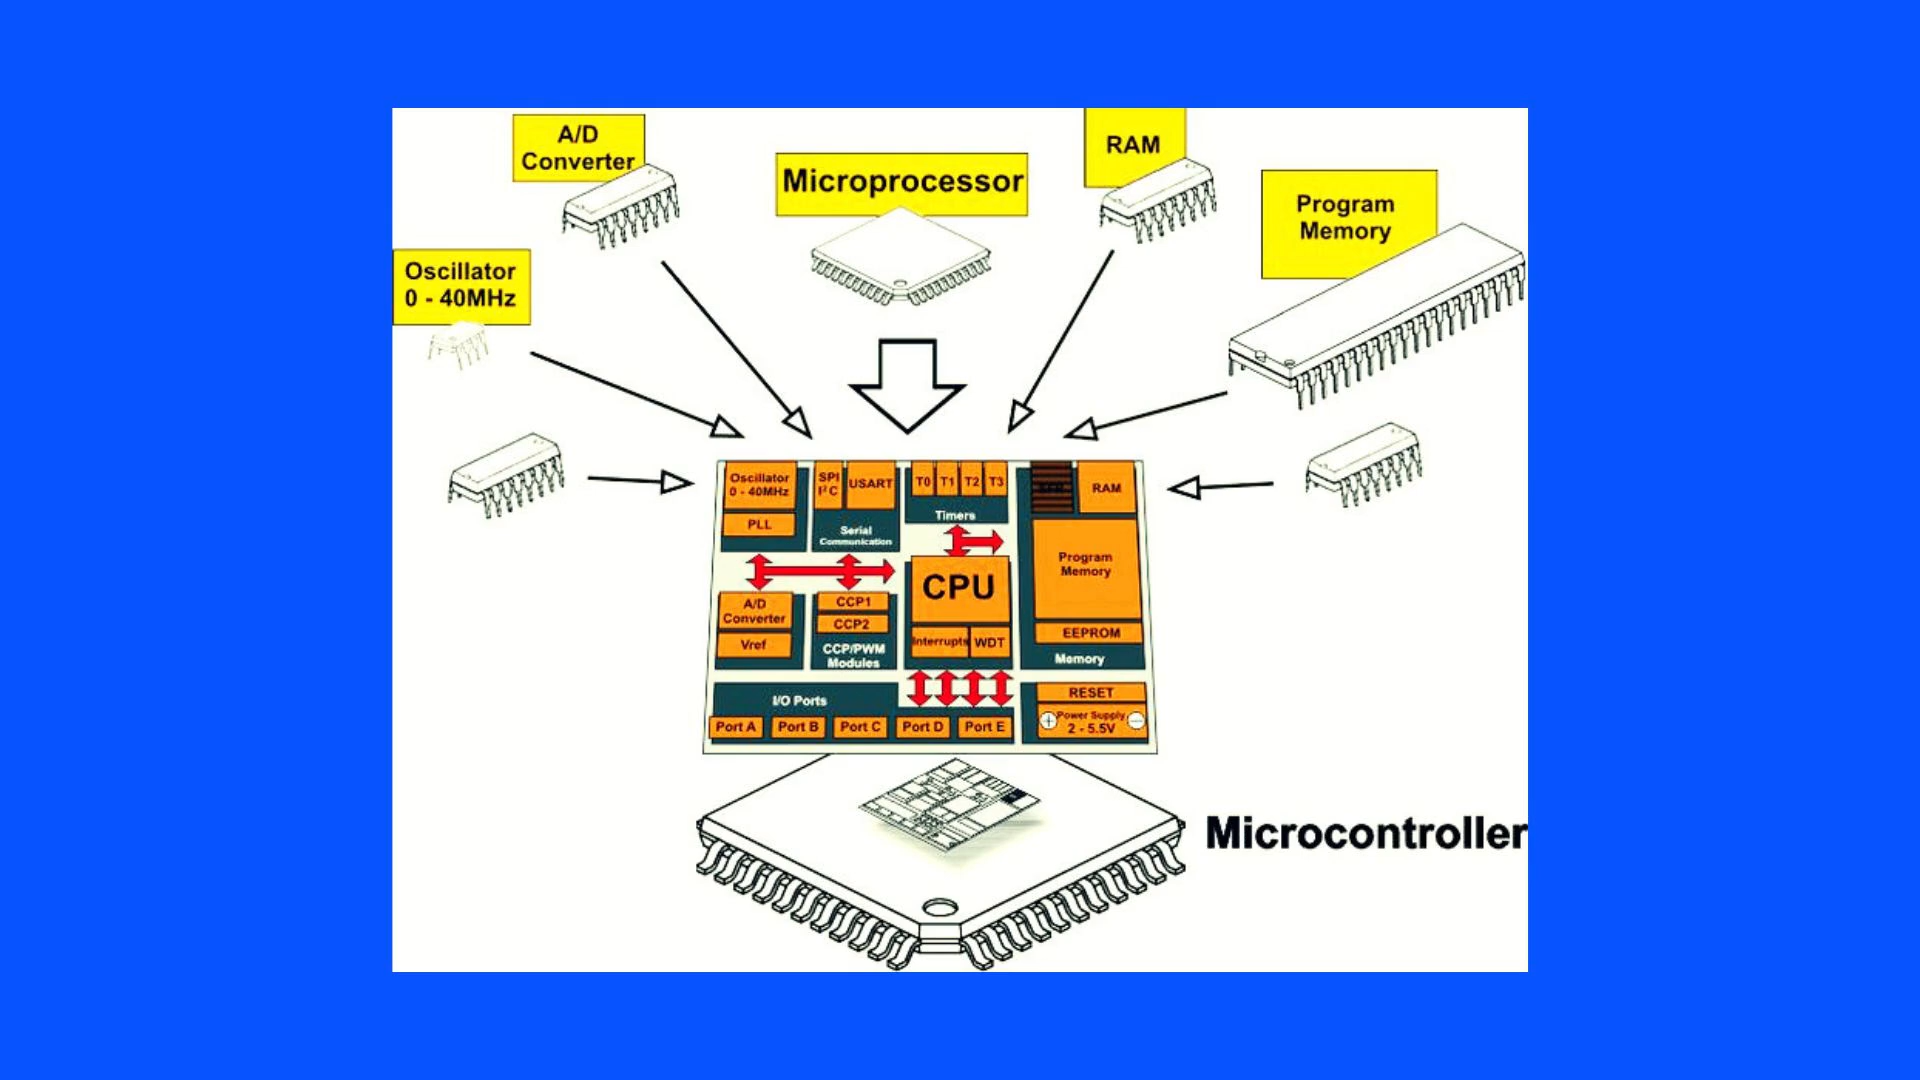 A/D
Converter
Microprocessor
RAM
Program
Memory
Oscillator
0 - 40MHz
Oscillator
0 - 40MHz
PLL
SPI
I²C
USART
Serial
Communication
T0
T1
T2
T3
Timers
RAM
Program
Memory
EEPROM
Memory
A/D
Converter
Vref
CCP1
CCP2
CCP/PWM
Modules
CPU
Interrupts
WDT
I/O Ports
Port A
Port B
Port C
Port D
Port E
RESET
+
Power Supply
2 - 5.5V
−
Microcontroller